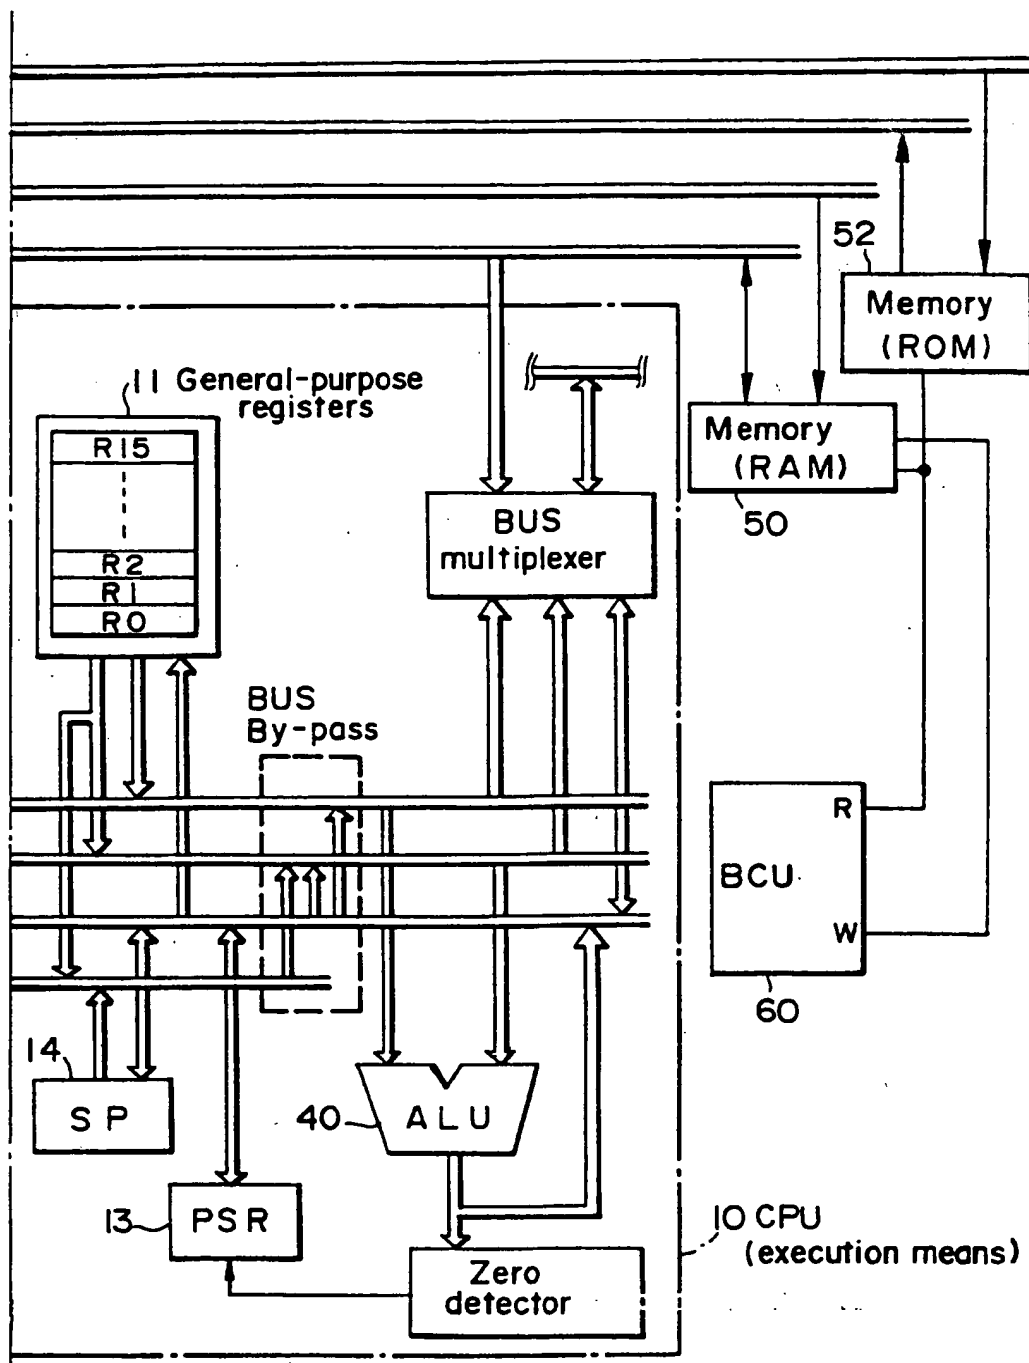 52
Memory
(ROM)
11 General-purpose
registers
R15
R2
R1
R0
Memory
(RAM)
50
BUS
multiplexer
BUS
By-pass
R
BCU
W
60
14
SP
40
ALU
13
PSR
10 CPU
(execution means)
Zero
detector